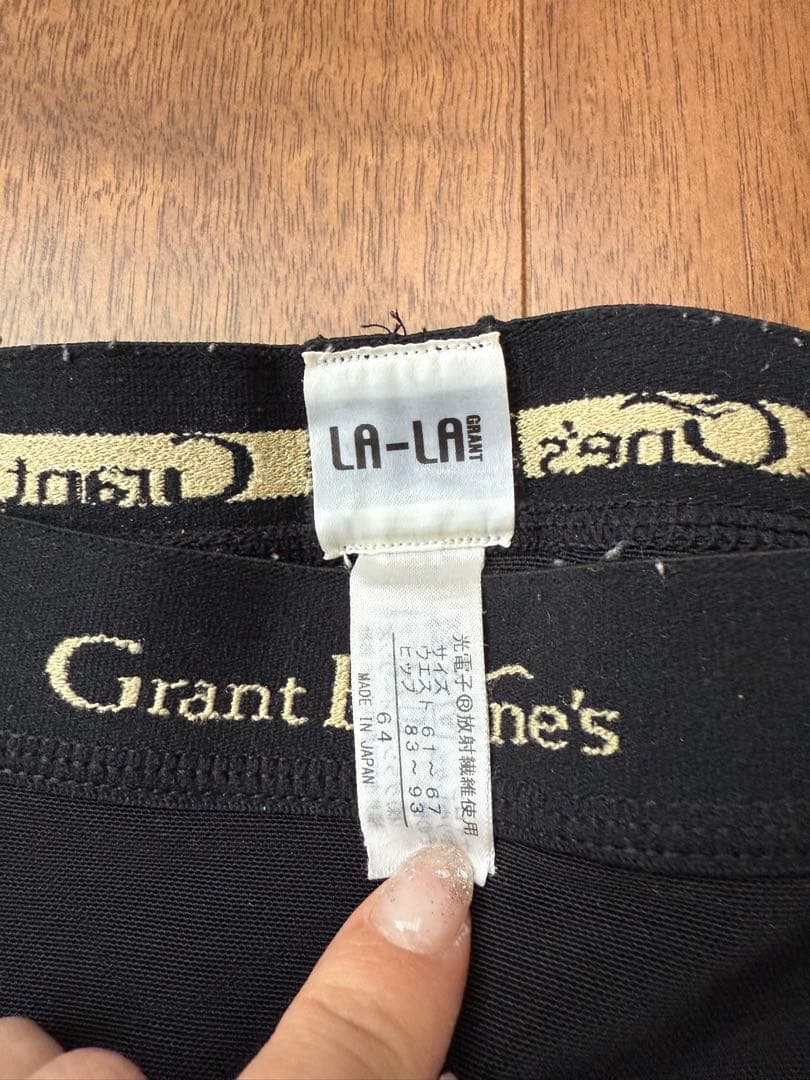 LA-LA GRANT
Grant E ne's
光電子®放射繊維使用
サイズ
ウエスト 61～67
ヒップ 83～93
64
MADE IN JAPAN